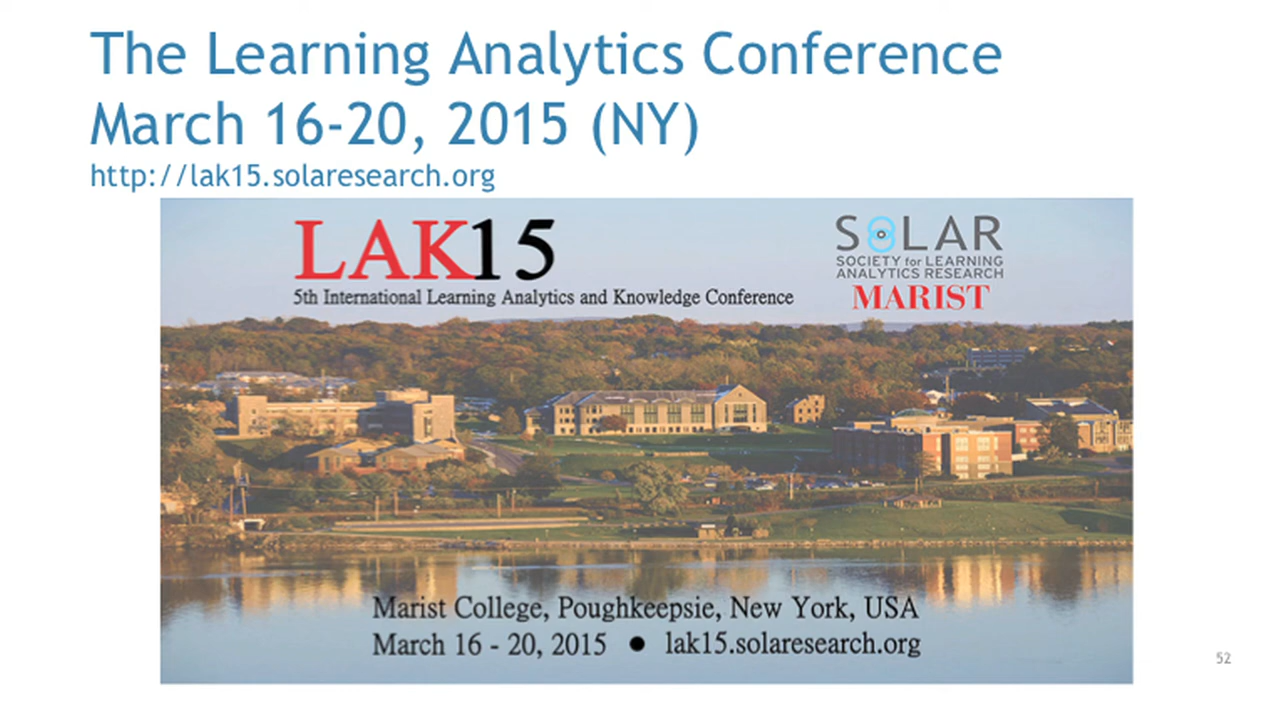 The Learning Analytics Conference
March 16-20, 2015 (NY)
http://lak15.solaresearch.org
LAK15
5th International Learning Analytics and Knowledge Conference
SOLAR
SOCIETY for LEARNING
ANALYTICS RESEARCH
MARIST
Marist College, Poughkeepsie, New York, USA
March 16 - 20, 2015 ● lak15.solaresearch.org
52